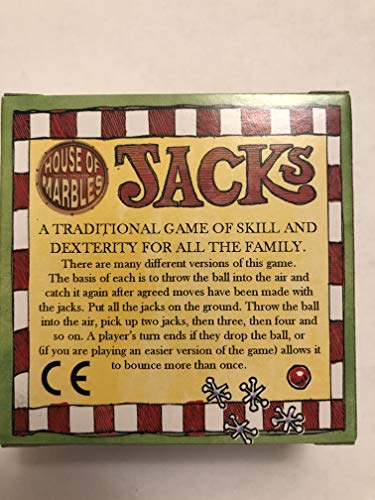 HOUSE OF
MARBLES
JACKS
A TRADITIONAL GAME OF SKILL AND
DEXTERITY FOR ALL THE FAMILY.
There are many different versions of this game.
The basis of each is to throw the ball into the air and
catch it again after agreed moves have been made with
the jacks. Put all the jacks on the ground. Throw the ball
into the air, pick up two jacks, then three, then four and
so on. A player's turn ends if they drop the ball, or
(if you are playing an easier version of the game) allows it
to bounce more than once.
CE